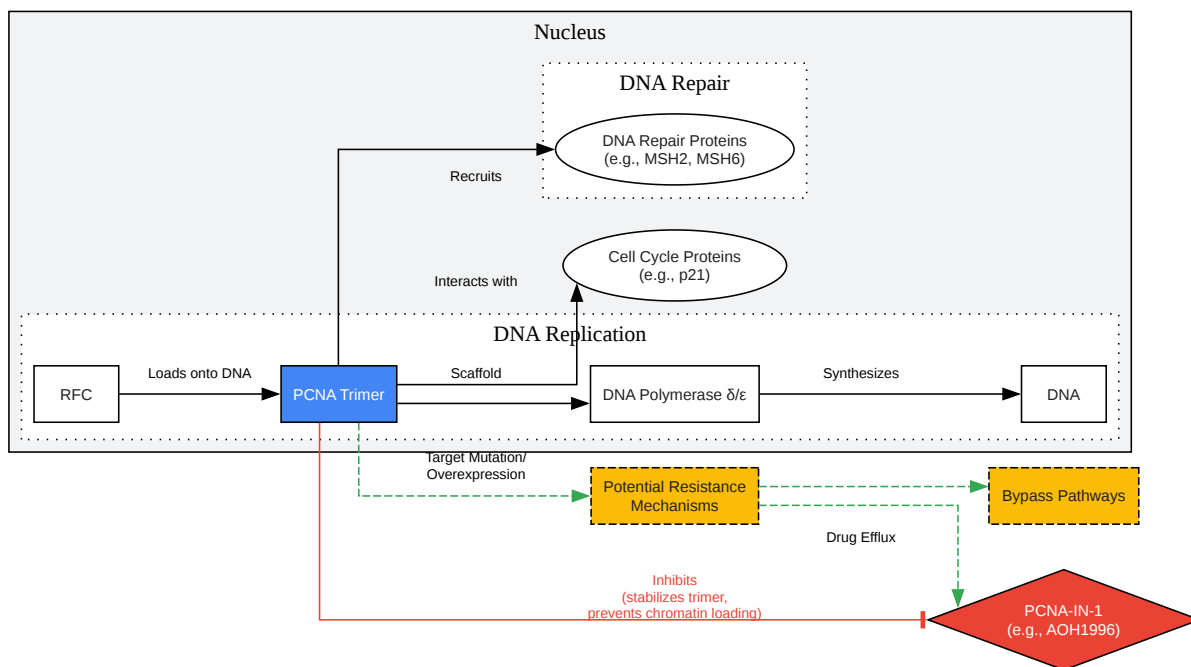 Nucleus
DNA Repair
DNA Repair Proteins
(e.g., MSH2, MSH6)
Recruits
Cell Cycle Proteins
(e.g., p21)
Interacts with
DNA Replication
RFC
Loads onto DNA
PCNA Trimer
Scaffold
DNA Polymerase δ/ε
Synthesizes
DNA
Target Mutation/
Overexpression
Potential Resistance
Mechanisms
Bypass Pathways
Drug Efflux
Inhibits
(stabilizes trimer,
prevents chromatin loading)
PCNA-IN-1
(e.g., AOH1996)